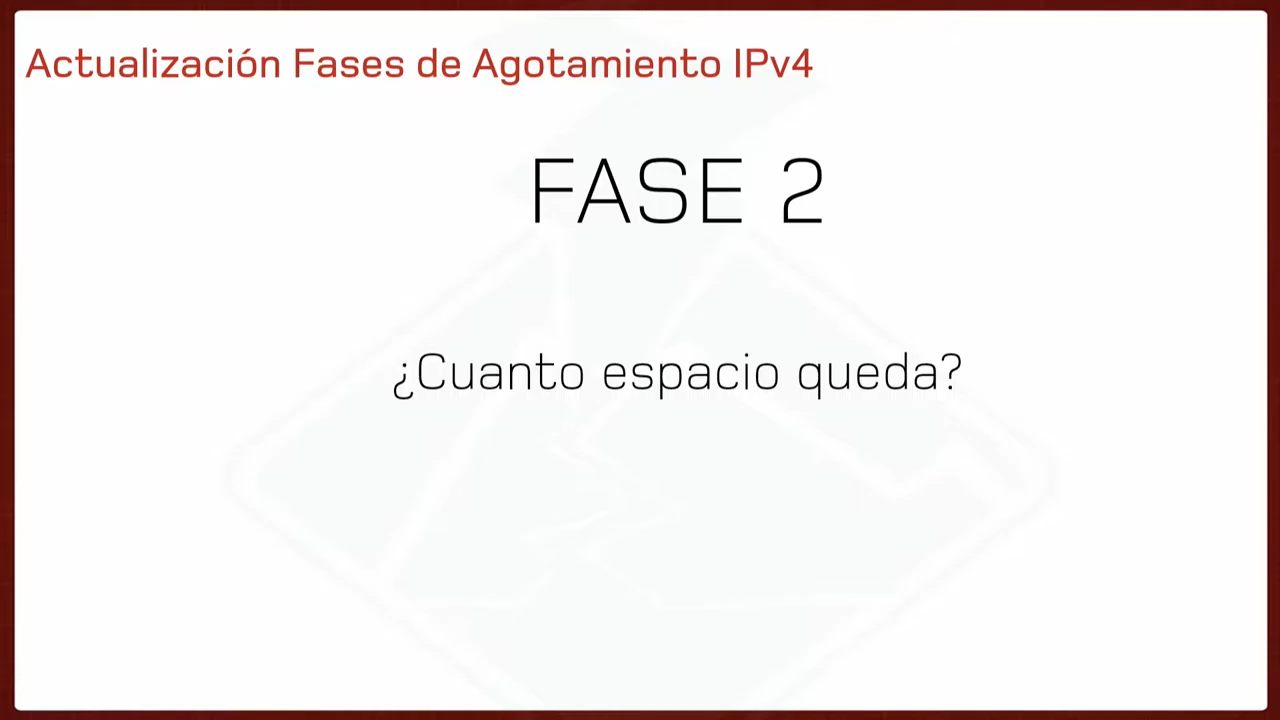 Actualización Fases de Agotamiento IPv4
FASE 2
¿Cuanto espacio queda?